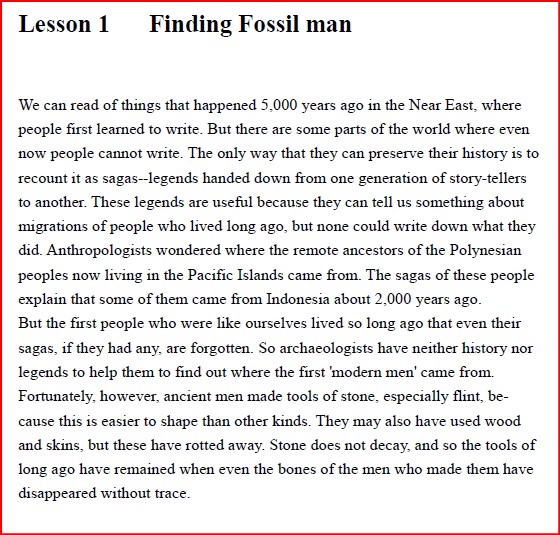 Lesson 1 Finding Fossil man
We can read of things that happened 5,000 years ago in the Near East, where
people first learned to write. But there are some parts of the world where even
now people cannot write. The only way that they can preserve their history is to
recount it as sagas--legends handed down from one generation of story-tellers
to another. These legends are useful because they can tell us something about
migrations of people who lived long ago, but none could write down what they
did. Anthropologists wondered where the remote ancestors of the Polynesian
peoples now living in the Pacific Islands came from. The sagas of these people
explain that some of them came from Indonesia about 2,000 years ago.
But the first people who were like ourselves lived so long ago that even their
sagas, if they had any, are forgotten. So archaeologists have neither history nor
legends to help them to find out where the first 'modern men' came from.
Fortunately, however, ancient men made tools of stone, especially flint, be-
cause this is easier to shape than other kinds. They may also have used wood
and skins, but these have rotted away. Stone does not decay, and so the tools of
long ago have remained when even the bones of the men who made them have
disappeared without trace.